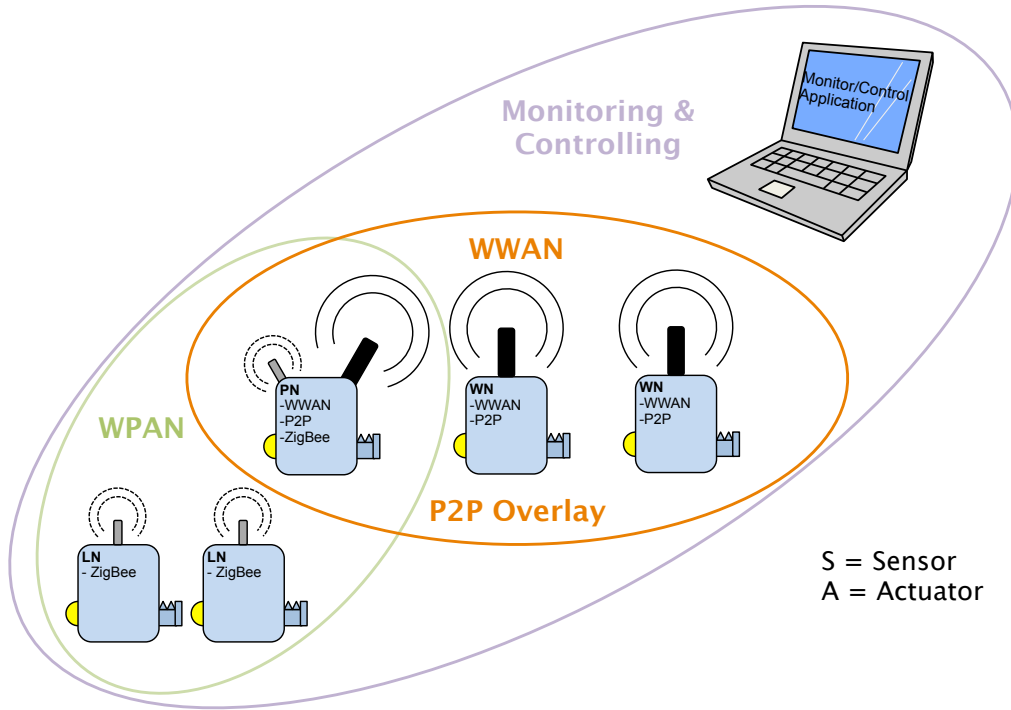 Monitor/Control
Application
Monitoring &
Controlling
WWAN
PN
-WWAN
-P2P
-ZigBee
WN
-WWAN
-P2P
WN
-WWAN
-P2P
WPAN
P2P Overlay
LN
- ZigBee
LN
- ZigBee
S = Sensor
A = Actuator